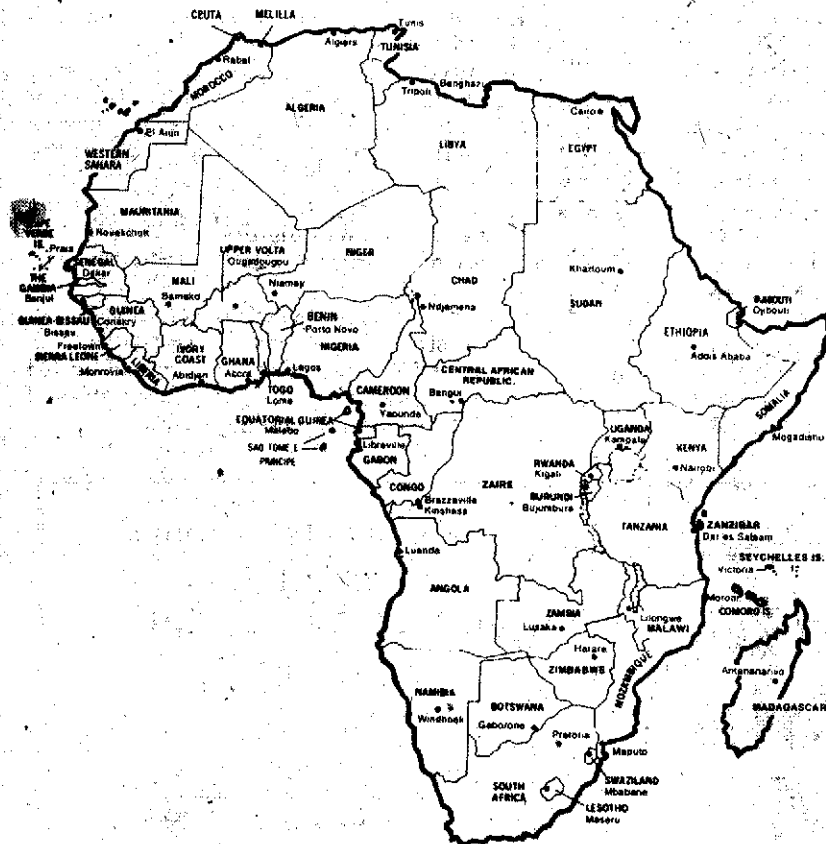 CEUTA
MELILLA
Tunis
TUNISIA
Algiers
Rabat
MOROCCO
Tripoli
Benghazi
Cairo
ALGERIA
LIBYA
EGYPT
El Aiun
WESTERN
SAHARA
MAURITANIA
Nouakchott
VERDE
IS.
Praia
SENEGAL
Dakar
THE
GAMBIA
Banjul
MALI
Bamako
UPPER VOLTA
Ougadougou
NIGER
Niamey
CHAD
Ndjamena
Khartoum
SUDAN
DJIBOUTI
Djibouti
ETHIOPIA
Addis Ababa
GUINEA
Conakry
GUINEA-BISSAU
Bissau
Freetown
SIERRA LEONE
Monrovia
LIBERIA
IVORY
COAST
Abidjan
GHANA
Accra
TOGO
Lome
BENIN
Porto Novo
NIGERIA
Lagos
CAMEROON
Yaounde
CENTRAL AFRICAN
REPUBLIC
Bangui
EQUATORIAL GUINEA
Malabo
SAO TOME E
PRINCIPE
Libreville
GABON
CONGO
Brazzaville
Kinshasa
ZAIRE
UGANDA
Kampala
KENYA
Nairobi
SOMALIA
Mogadishu
RWANDA
Kigali
BURUNDI
Bujumbura
TANZANIA
ZANZIBAR
Dar es Salaam
SEYCHELLES IS.
Victoria
Moroni
COMORO IS.
Luanda
ANGOLA
ZAMBIA
Lusaka
Lilongwe
MALAWI
Harare
ZIMBABWE
MOZAMBIQUE
Antananarivo
MADAGASCAR
NAMIBIA
Windhoek
BOTSWANA
Gaborone
Pretoria
Maputo
SWAZILAND
Mbabane
SOUTH
AFRICA
LESOTHO
Maseru